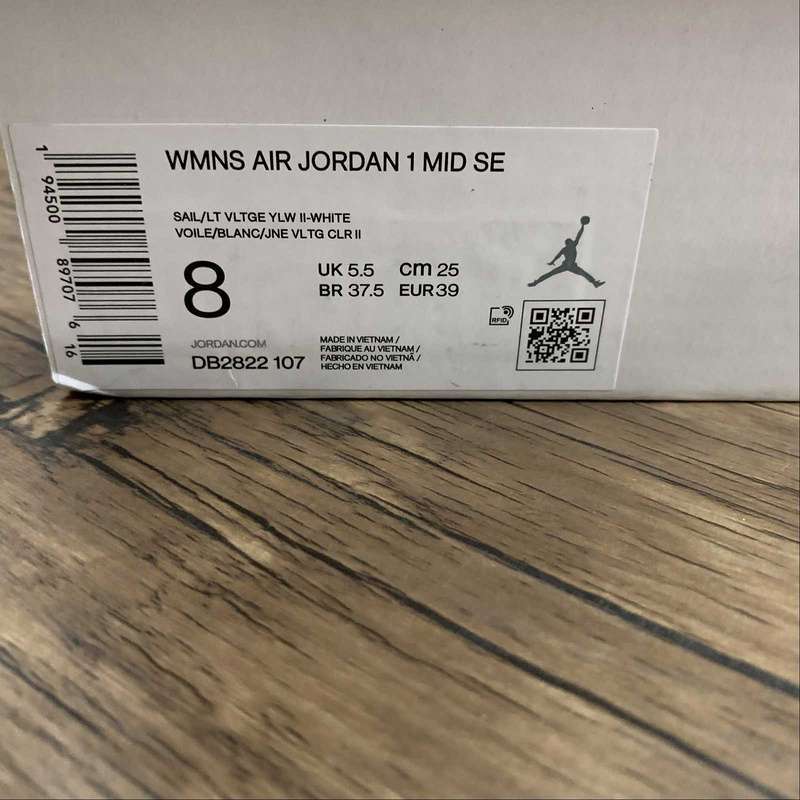 WMNS AIR JORDAN 1 MID SE
SAIL/LT VLTGE YLW II-WHITE
VOILE/BLANC/JNE VLTG CLR II
8
UK 5.5 cm 25
BR 37.5 EUR 39
JORDAN.COM
DB2822 107
MADE IN VIETNAM /
FABRIQUE AU VIETNAM /
FABRICADO NO VIETNÃ /
HECHO EN VIETNAM
RFID
1 94500 89707 6 16